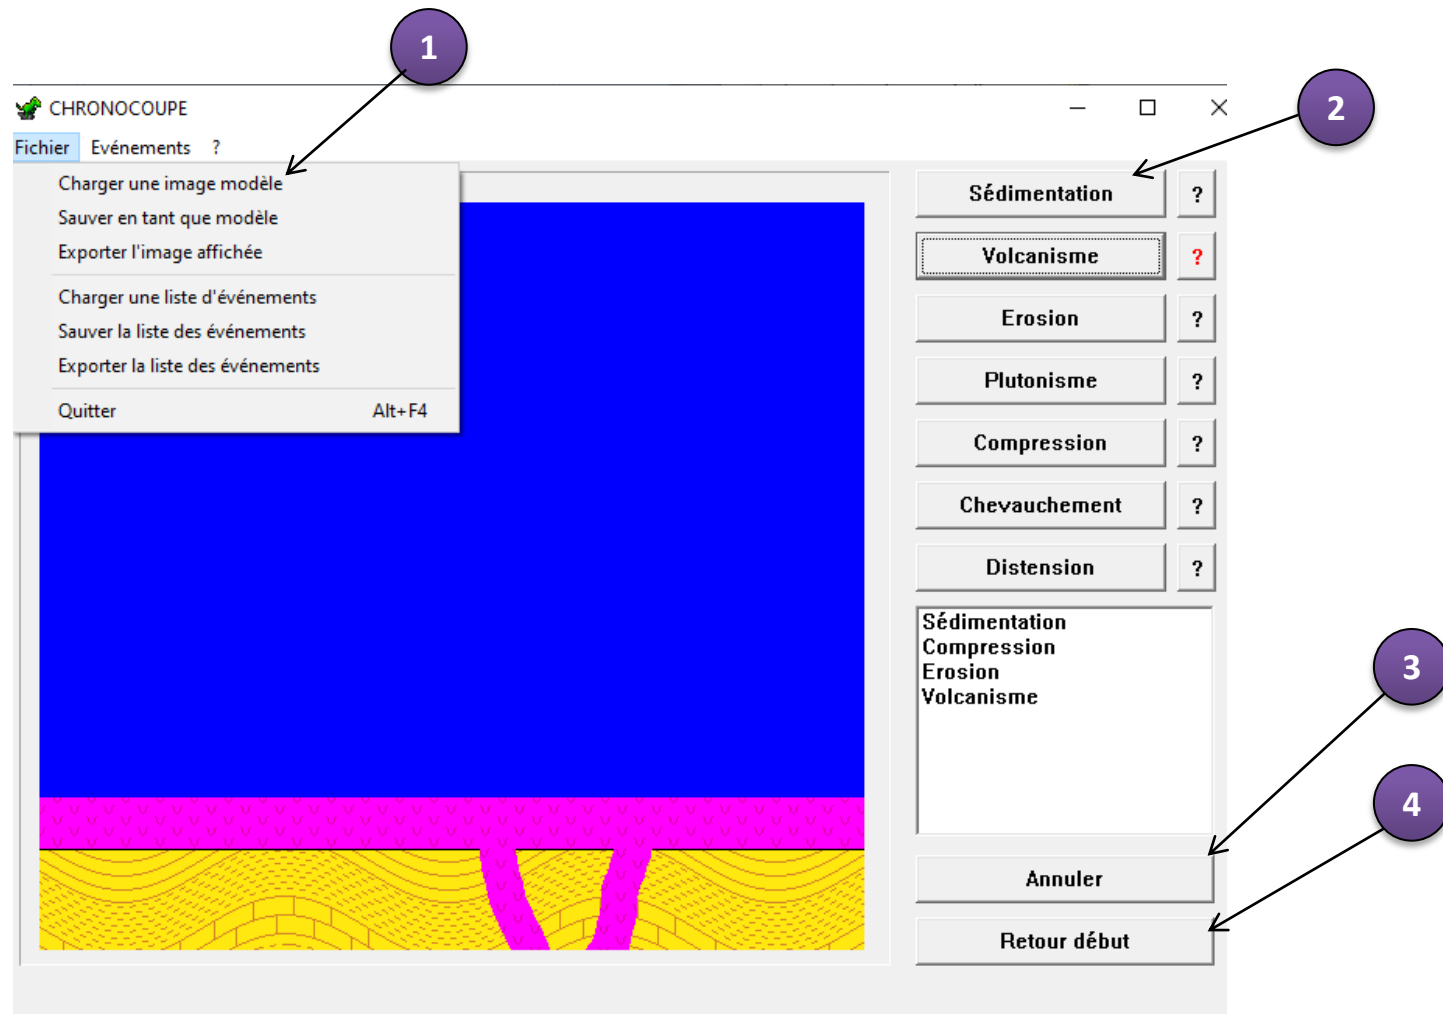 1
CHRONOCOUPE
2
Fichier Evénements ?
Charger une image modèle
Sauver en tant que modèle
Exporter l'image affichée
Charger une liste d'événements
Sauver la liste des événements
Exporter la liste des événements
Quitter Alt+F4
Sédimentation ?
Volcanisme ?
Erosion ?
Plutonisme ?
Compression ?
Chevauchement ?
Distension ?
Sédimentation
Compression
Erosion
Volcanisme
3
4
Annuler
Retour début